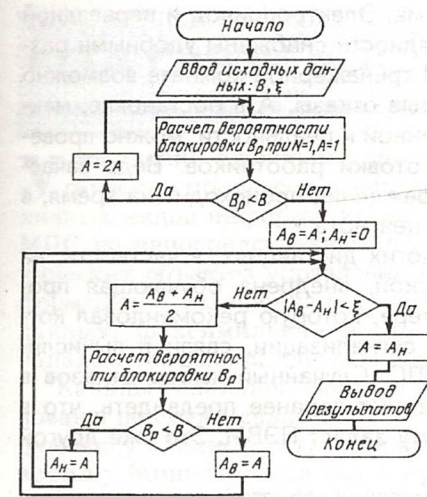 Начало
Ввод исходных дан-
ных: B, ξ
Расчет вероятности
блокировки Bр при N=1, A=1
A = 2A
Да
Bр<B
Нет
Aв = A; Aн = 0
Нет
|Aв−Aн|<ξ
Да
A = Aв + Aн
Расчет вероятнос-
ти блокировки Bр
A = Aн
Вывод
результатов
Конец
Да
Bр<B
Нет
Aн = A
Aв = A